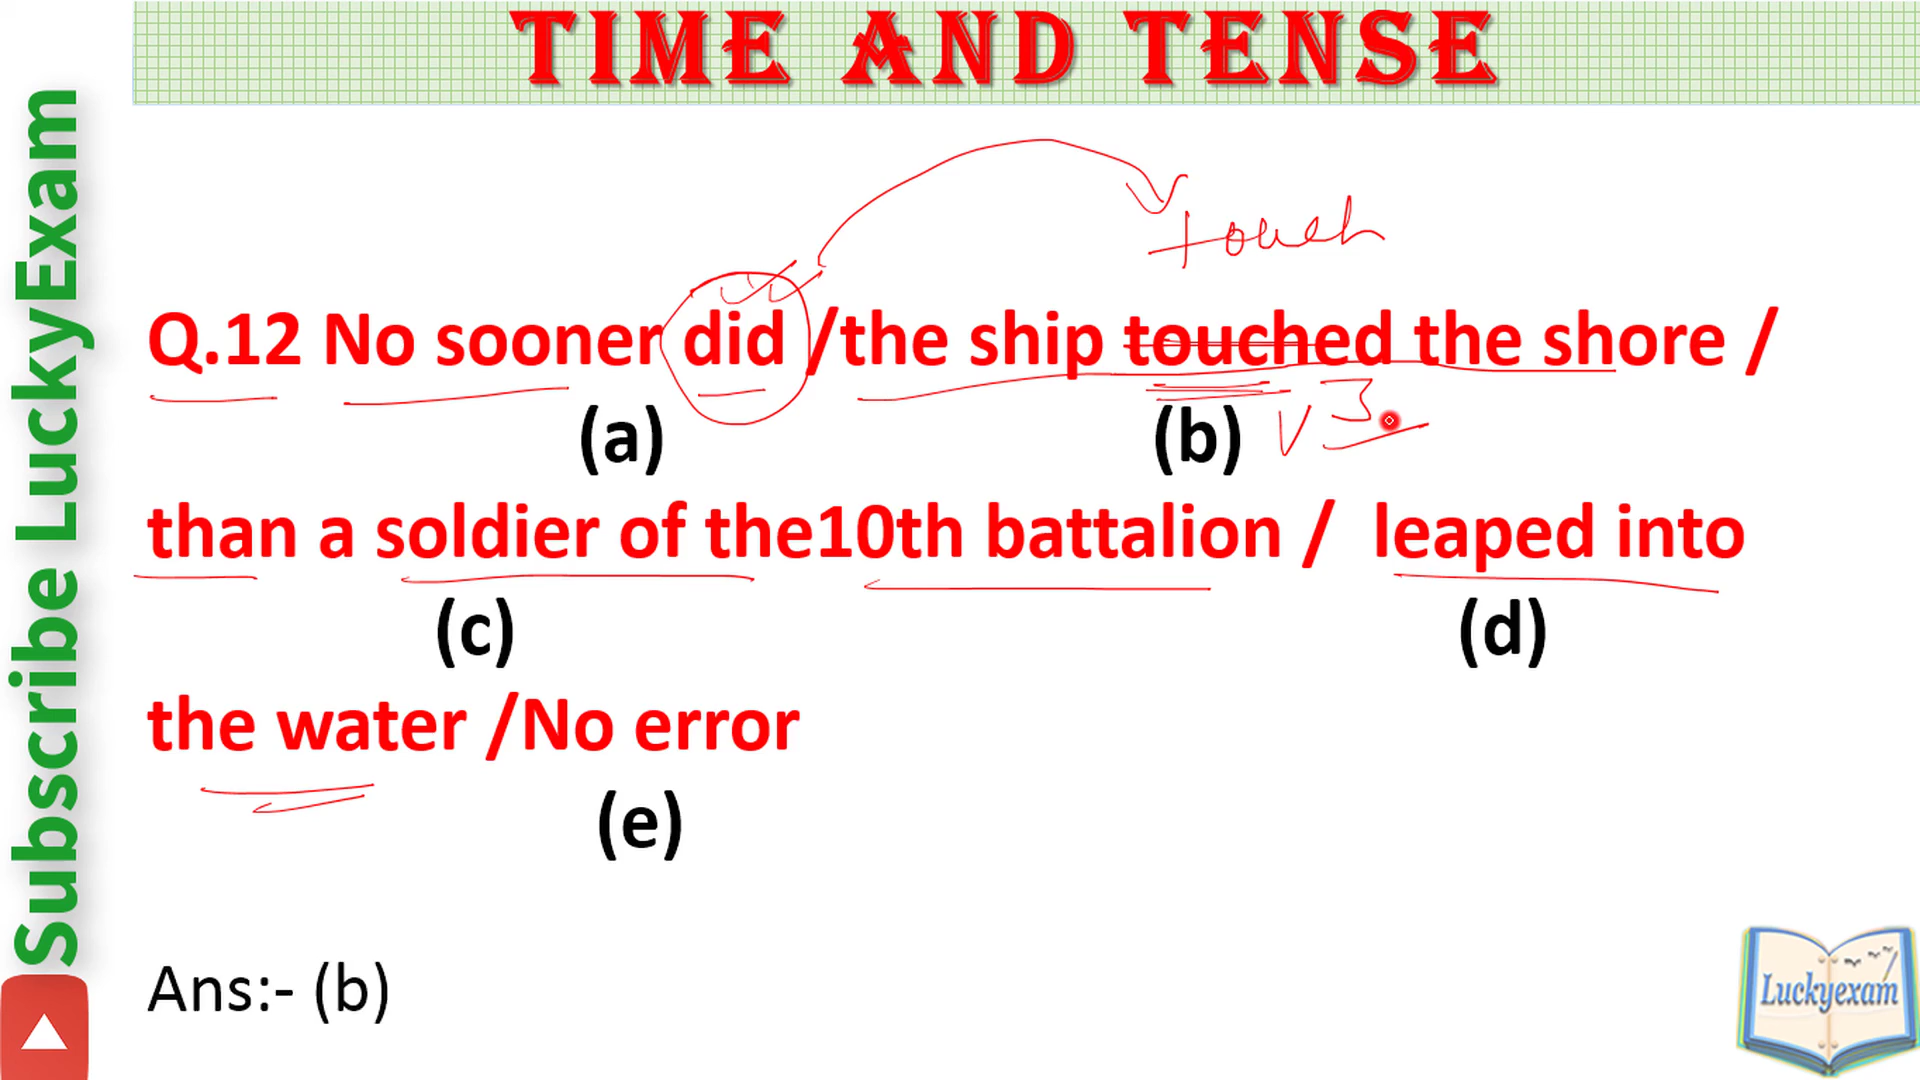 TIME AND TENSE
touch
Q.12 No sooner did /the ship touched the shore /
(a) (b) V3
than a soldier of the10th battalion / leaped into
(c) (d)
the water /No error
(e)
Ans:- (b)
Subscribe LuckyExam
Luckyexam